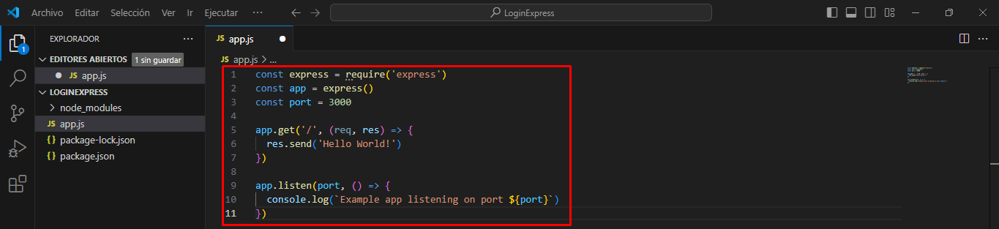 Archivo Editar Selección Ver Ir Ejecutar ··· LoginExpress
EXPLORADOR ···
EDITORES ABIERTOS 1 sin guardar
JS app.js
LOGINEXPRESS
node_modules
JS app.js
{} package-lock.json
{} package.json
1
JS app.js
JS app.js > ...
1 const express = require('express')
2 const app = express()
3 const port = 3000
4
5 app.get('/', (req, res) => {
6 res.send('Hello World!')
7 })
8
9 app.listen(port, () => {
10 console.log(`Example app listening on port ${port}`)
11 })